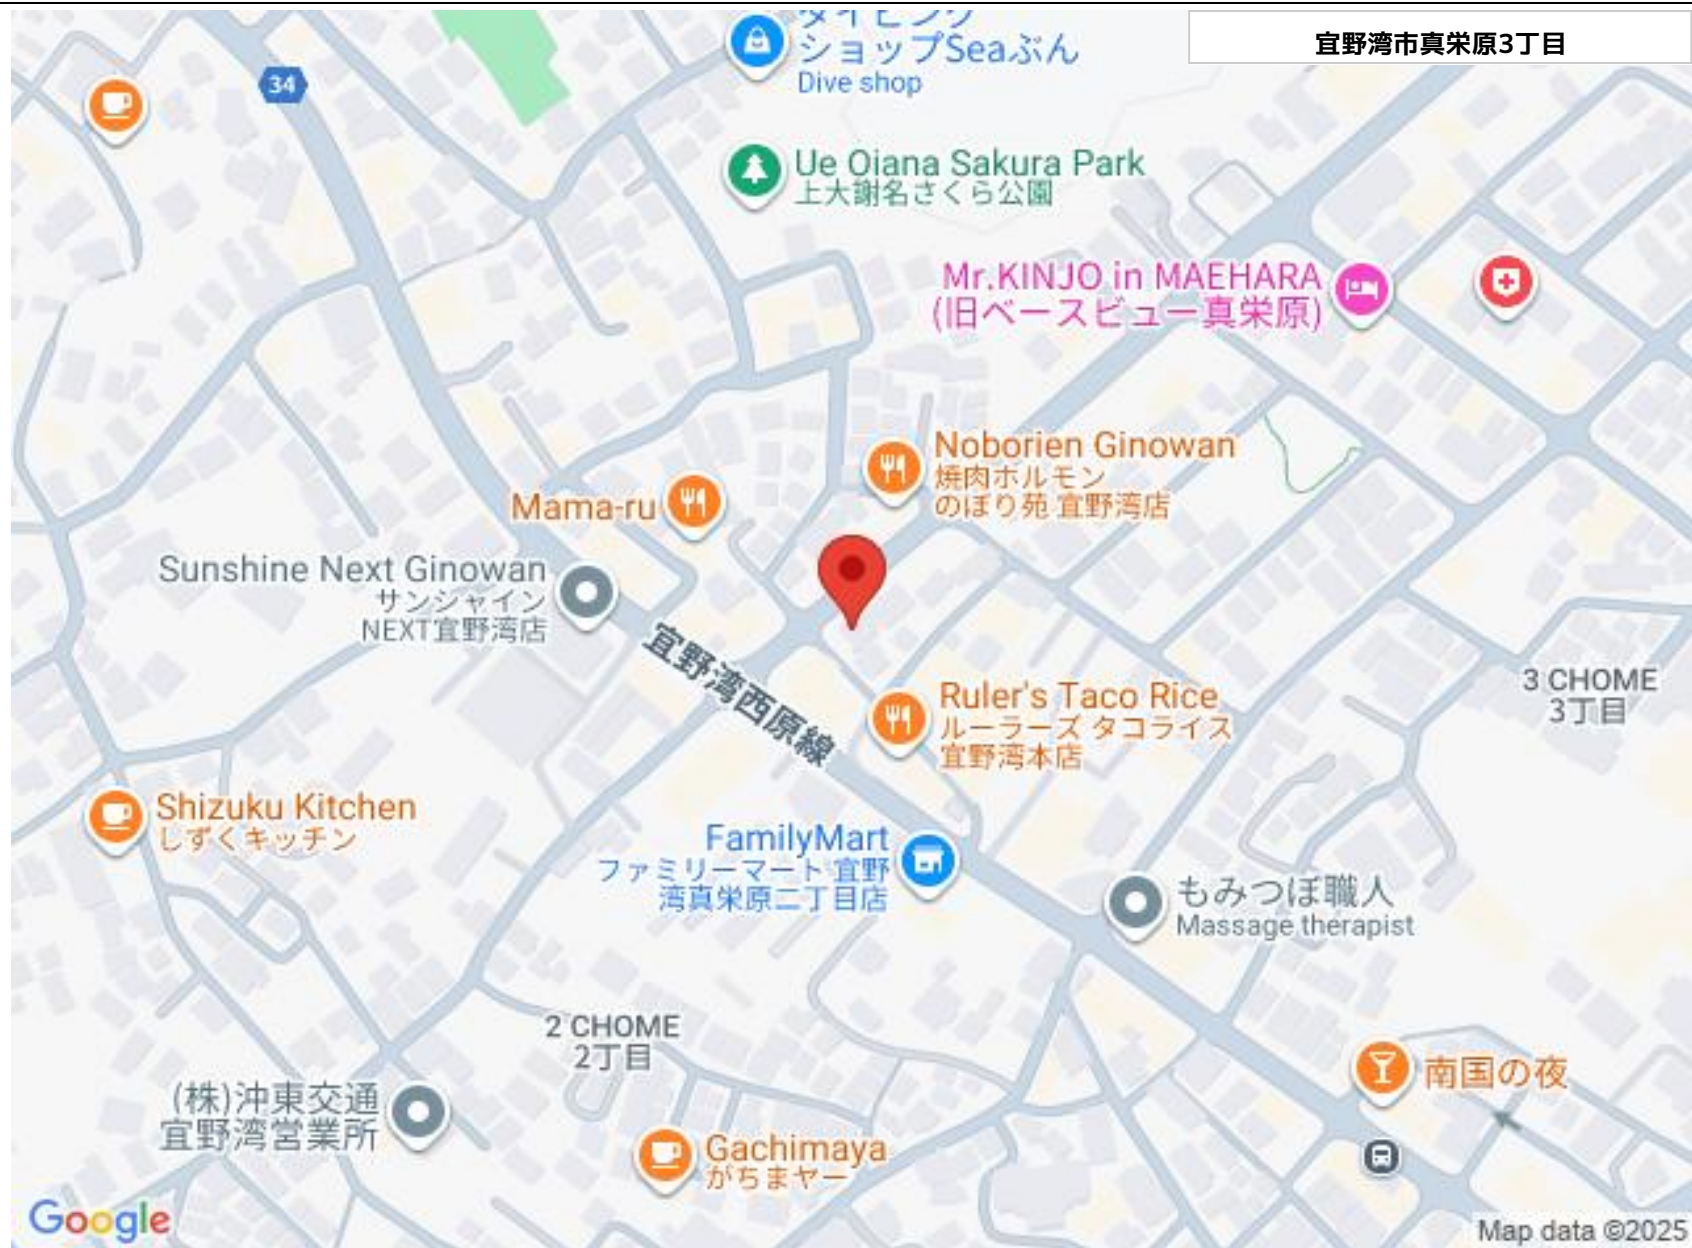 ダイビング
ショップSeaぶん
Dive shop
宜野湾市真栄原3丁目
34
Ue Oiana Sakura Park
上大謝名さくら公園
Mr.KINJO in MAEHARA
(旧ベースビュー真栄原)
Noborien Ginowan
焼肉ホルモン
のぼり苑 宜野湾店
Mama-ru
Sunshine Next Ginowan
サンシャイン
NEXT宜野湾店
宜野湾西原線
Ruler's Taco Rice
ルーラーズ タコライス
宜野湾本店
3 CHOME
3丁目
Shizuku Kitchen
しずくキッチン
FamilyMart
ファミリーマート 宜野
湾真栄原二丁目店
もみつぼ職人
Massage therapist
2 CHOME
2丁目
南国の夜
(株)沖東交通
宜野湾営業所
Gachimaya
がちまヤー
Google
Map data ©2025